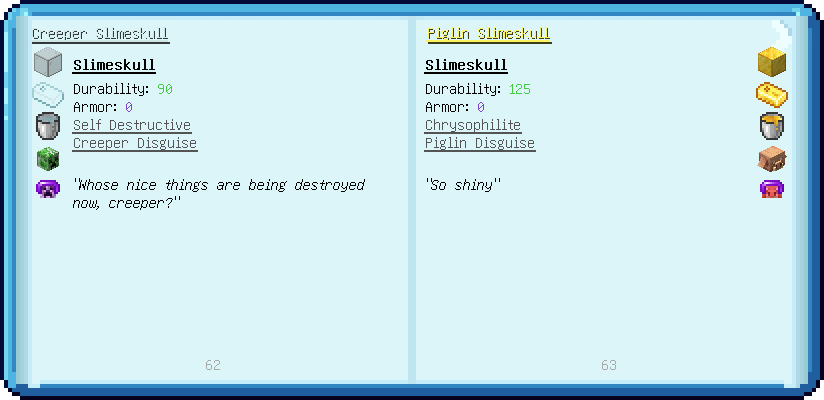 Creeper Slimeskull
Slimeskull
Durability: 90
Armor: 0
Self Destructive
Creeper Disguise
"Whose nice things are being destroyed
now, creeper?"
62
Piglin Slimeskull
Slimeskull
Durability: 125
Armor: 0
Chrysophilite
Piglin Disguise
"So shiny"
63